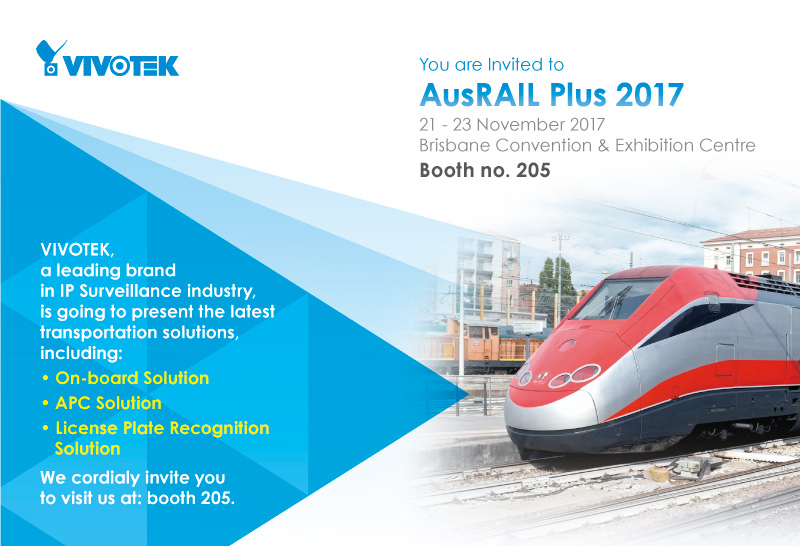 VIVOTEK
You are Invited to
AusRAIL Plus 2017
21 - 23 November 2017
Brisbane Convention & Exhibition Centre
Booth no. 205
VIVOTEK,
a leading brand
in IP Surveillance industry,
is going to present the latest
transportation solutions,
including:
• On-board Solution
• APC Solution
• License Plate Recognition
Solution
We cordialy invite you
to visit us at: booth 205.